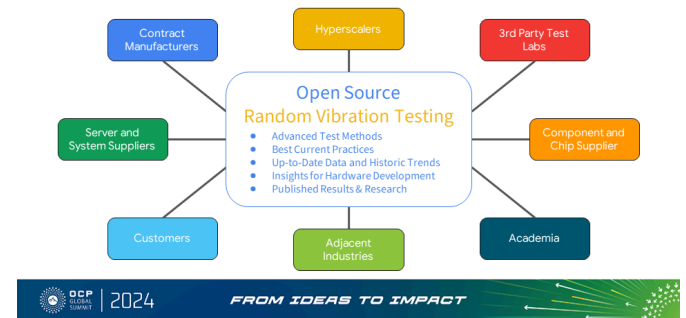 Hyperscalers
Contract
Manufacturers
3rd Party Test
Labs
Open Source
Random Vibration Testing
● Advanced Test Methods
● Best Current Practices
● Up-to-Date Data and Historic Trends
● Insights for Hardware Development
● Published Results & Research
Server and
System Suppliers
Component and
Chip Supplier
Customers
Adjacent
Industries
Academia
OCP
GLOBAL
SUMMIT
2024
FROM IDEAS TO IMPACT